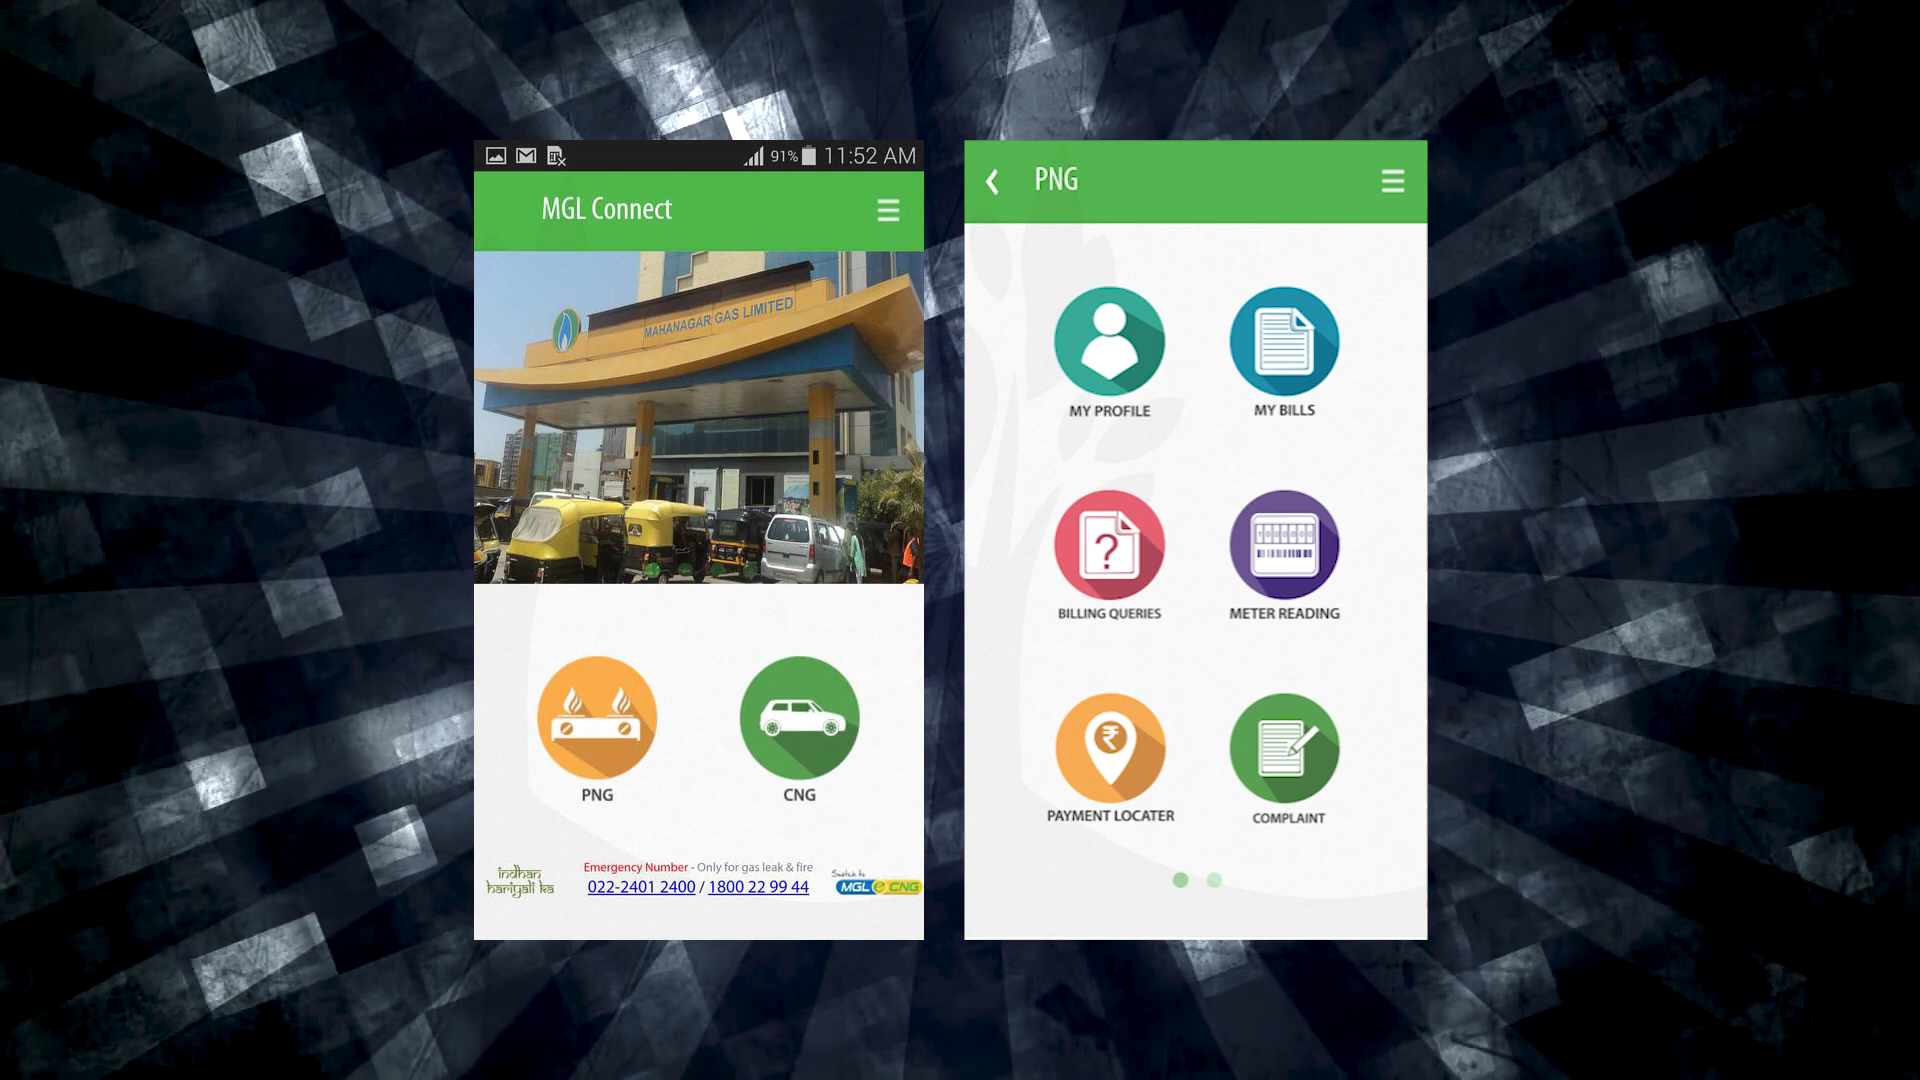 91% 11:52 AM
MGL Connect
MAHANAGAR GAS LIMITED
PNG
CNG
indhan
hariyali ka
Emergency Number - Only for gas leak & fire
022-2401 2400 / 1800 22 99 44
Switch to
MGL e CNG
PNG
MY PROFILE
MY BILLS
?
BILLING QUERIES
METER READING
₹
PAYMENT LOCATER
COMPLAINT